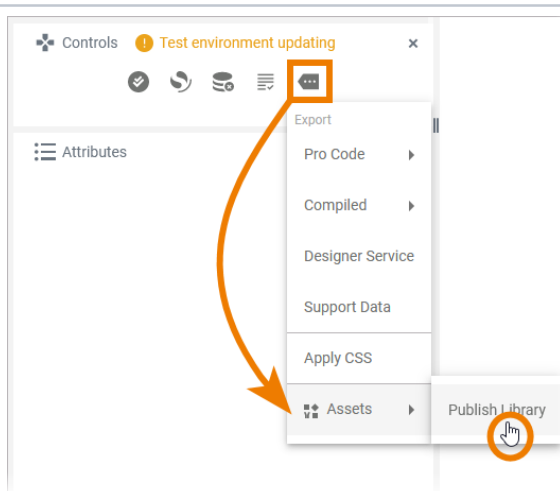 Controls
Test environment updating
Export
Attributes
Pro Code
Compiled
Designer Service
Support Data
Apply CSS
Assets
Publish Library